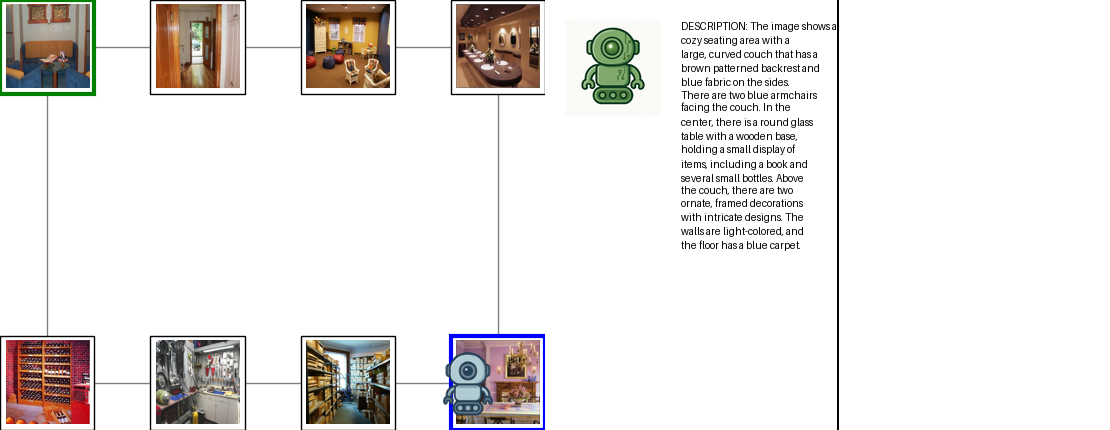 DESCRIPTION: The image shows a
cozy seating area with a
large, curved couch that has a
brown patterned backrest and
blue fabric on the sides.
There are two blue armchairs
facing the couch. In the
center, there is a round glass
table with a wooden base,
holding a small display of
items, including a book and
several small bottles. Above
the couch, there are two
ornate, framed decorations
with intricate designs. The
walls are light-colored, and
the floor has a blue carpet.